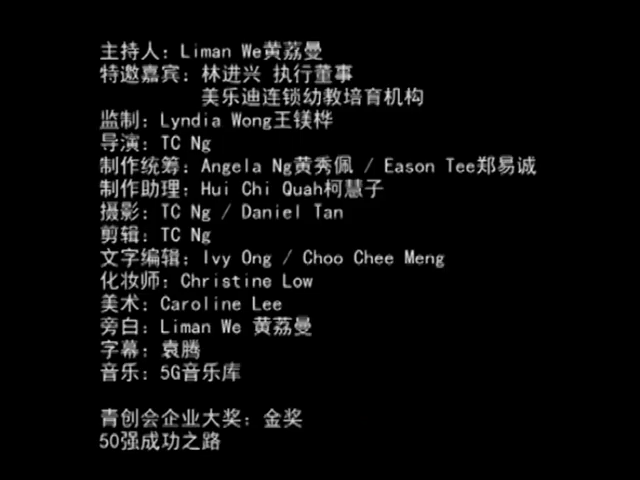 主持人：Liman We黄荔曼
特邀嘉宾：林进兴 执行董事
美乐迪连锁幼教培育机构
监制：Lyndia Wong王镁桦
导演：TC Ng
制作统筹：Angela Ng黄秀佩 / Eason Tee郑易诚
制作助理：Hui Chi Quah柯慧子
摄影：TC Ng / Daniel Tan
剪辑：TC Ng
文字编辑：Ivy Ong / Choo Chee Meng
化妆师：Christine Low
美术：Caroline Lee
旁白：Liman We 黄荔曼
字幕：袁腾
音乐：5G音乐库
青创会企业大奖：金奖
50强成功之路